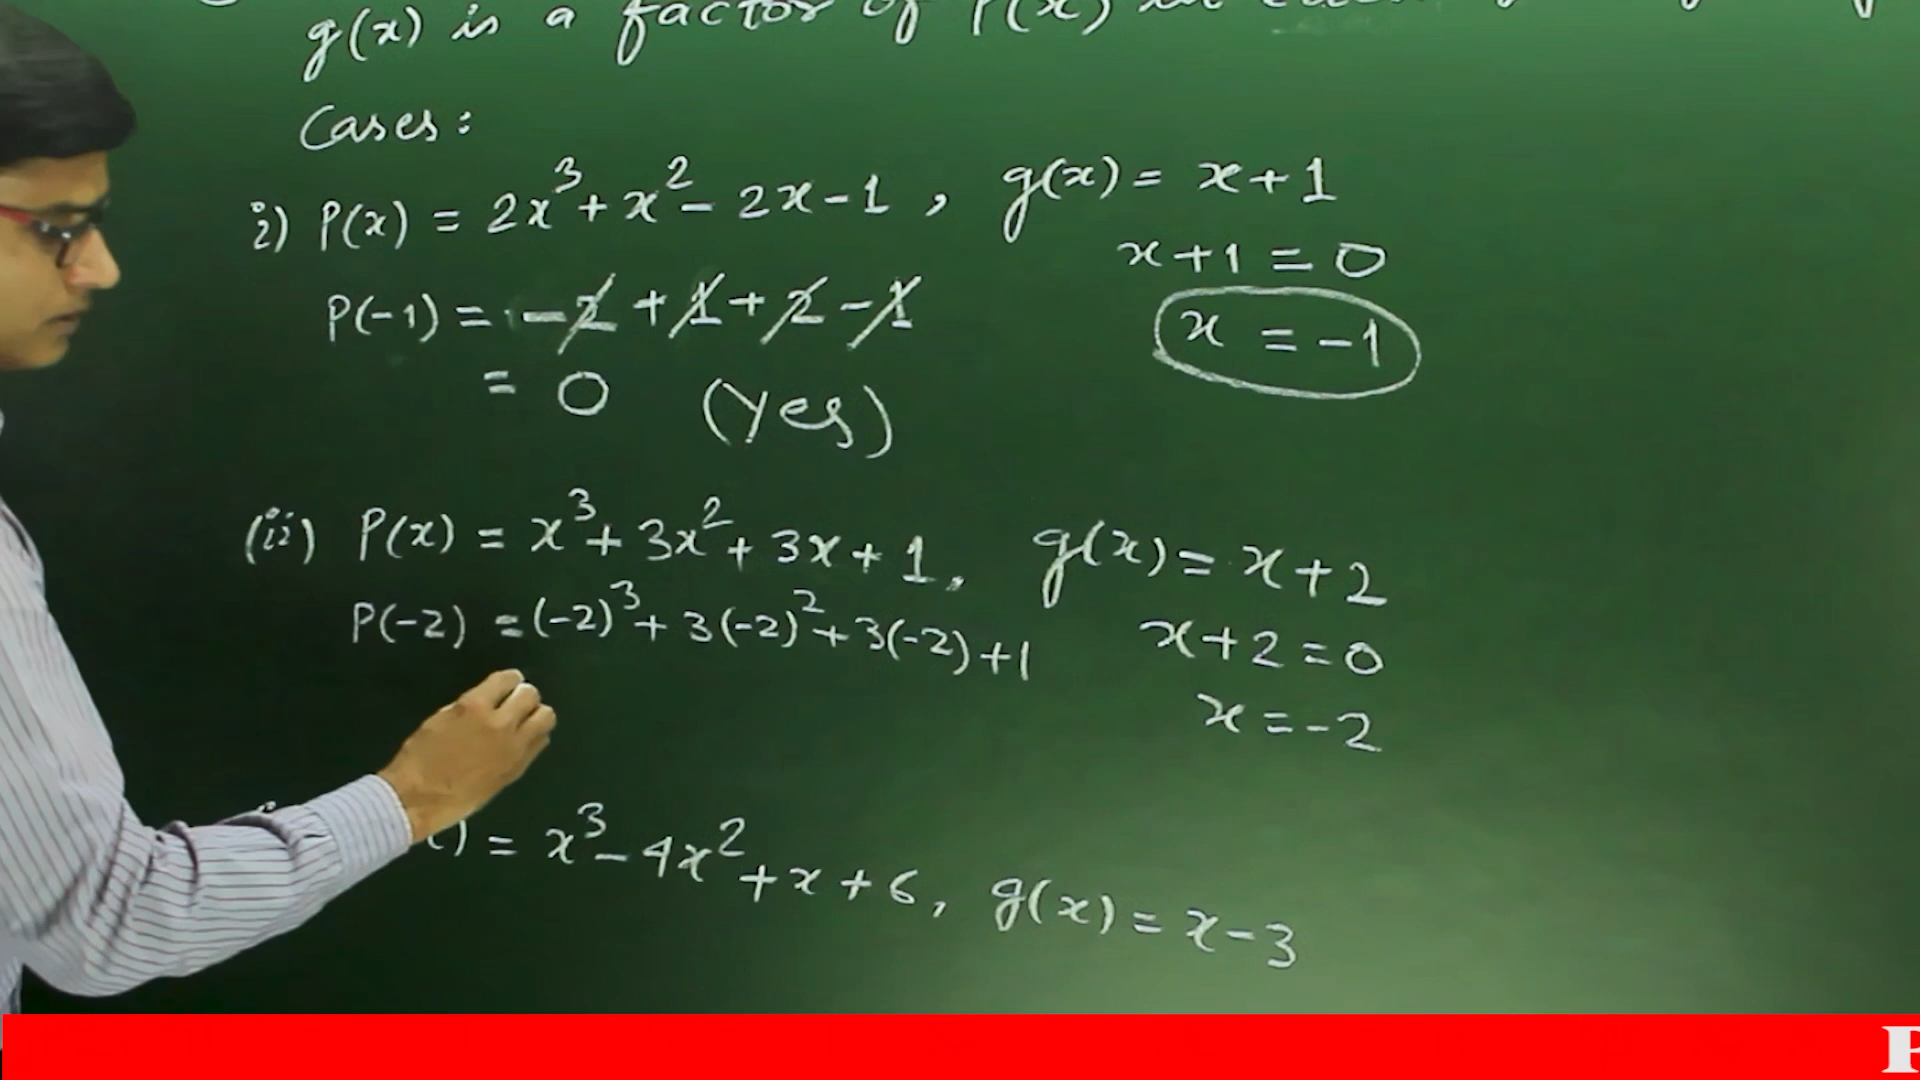 g(x) is a factor of P(x) in
Cases:
i) P(x) = 2x³ + x² - 2x - 1 , g(x) = x + 1
x + 1 = 0
P(-1) = - 2 + 1 + 2 - 1
x = -1
= 0 (Yes)
(ii) P(x) = x³ + 3x² + 3x + 1 , g(x) = x + 2
P(-2) = (-2)³ + 3(-2)² + 3(-2) + 1
x + 2 = 0
x = -2
) = x³ - 4x² + x + 6 , g(x) = x - 3